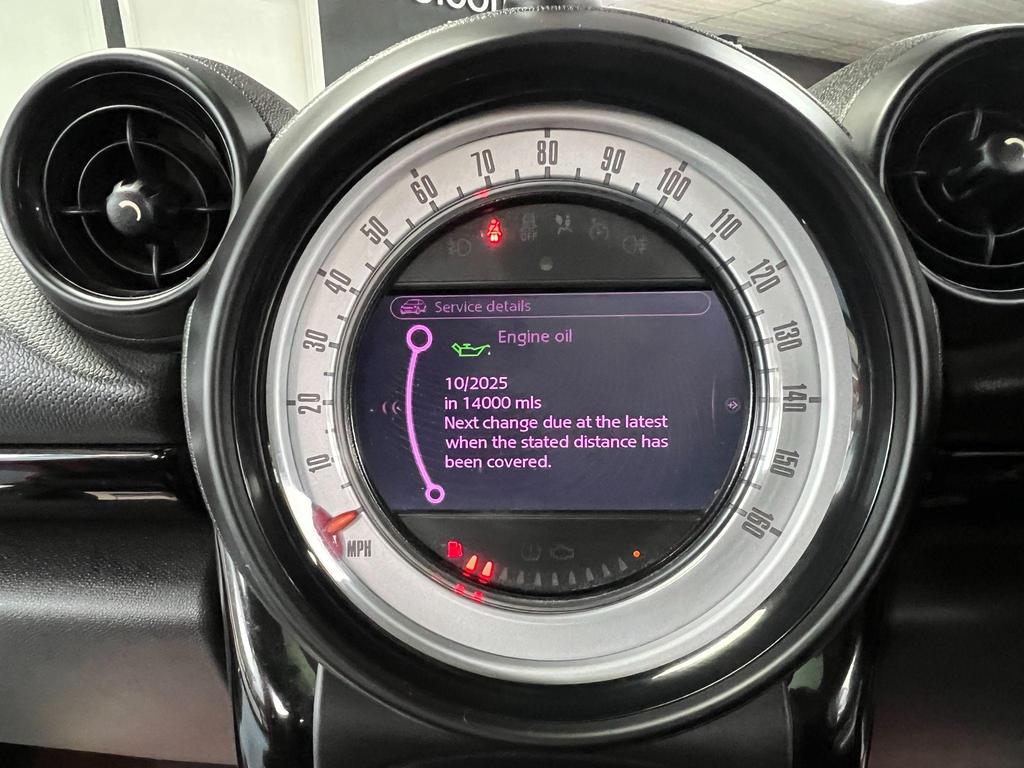 70 80 90
60 100
50 110
OFF
40 120
Service details
Engine oil
30 130
10/2025
in 14000 mls
20 140
Next change due at the latest
when the stated distance has
been covered.
10 150
160
MPH